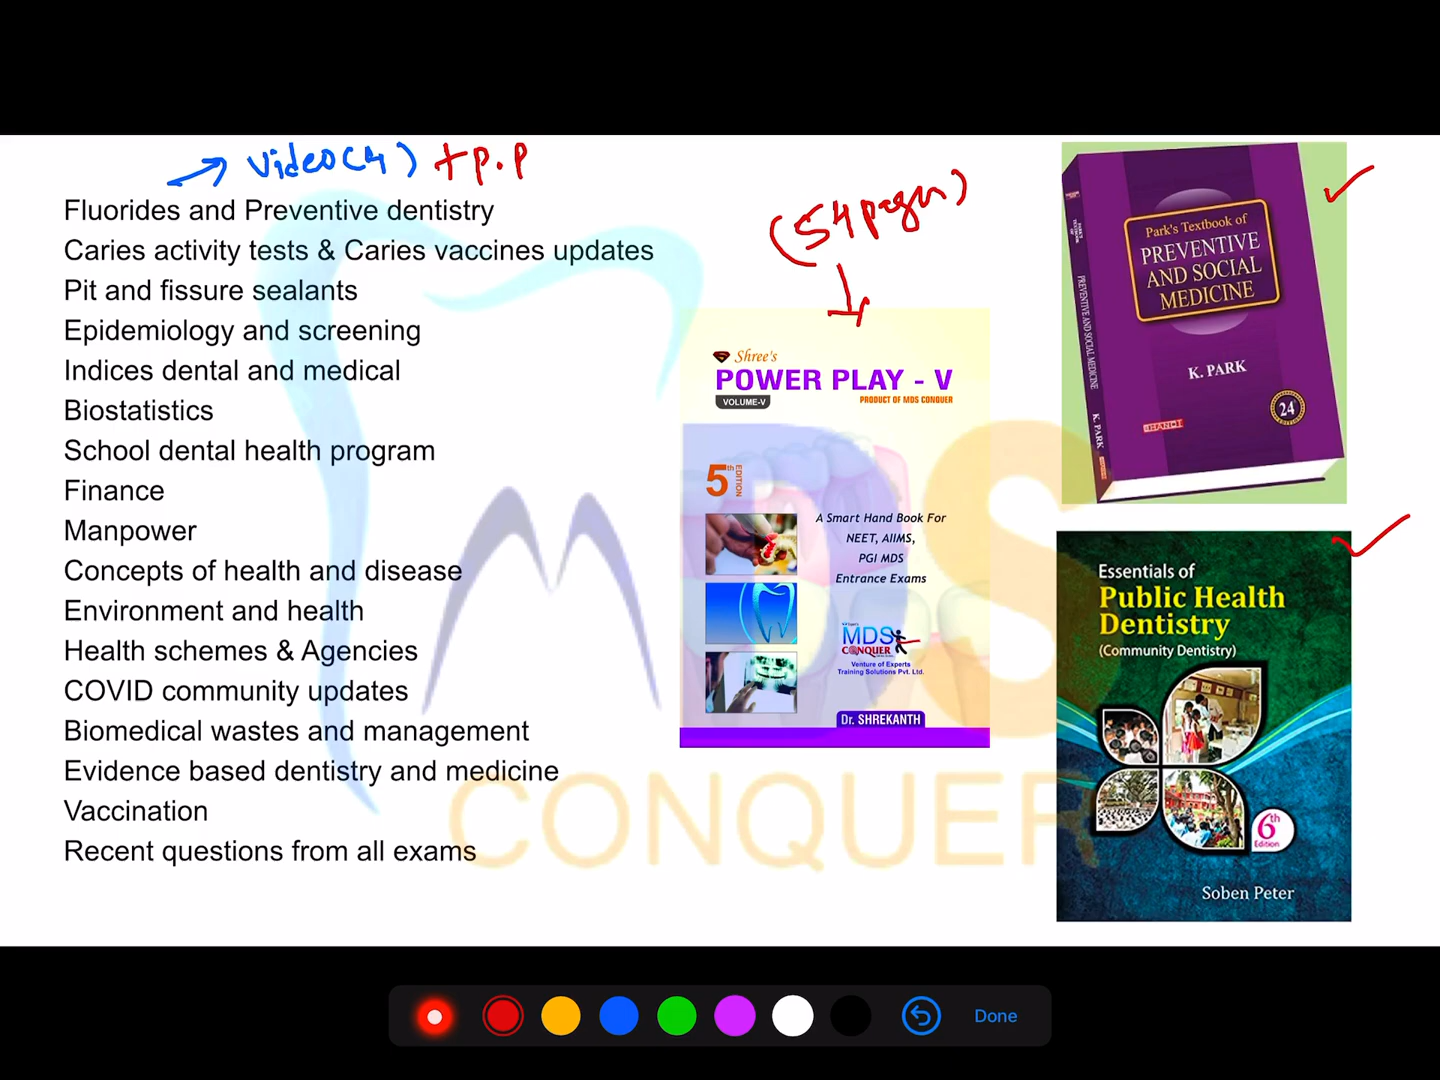 Video(4) + p.p
Fluorides and Preventive dentistry
Caries activity tests & Caries vaccines updates
Pit and fissure sealants
Epidemiology and screening
Indices dental and medical
Biostatistics
School dental health program
Finance
Manpower
Concepts of health and disease
Environment and health
Health schemes & Agencies
COVID community updates
Biomedical wastes and management
Evidence based dentistry and medicine
Vaccination
Recent questions from all exams
(54 pages)
Shree's
POWER PLAY - V
VOLUME-V
PRODUCT OF MDS CONQUER
5th EDITION
A Smart Hand Book For
NEET, AIIMS,
PGI MDS
Entrance Exams
MDS
CONQUER
Venture of Experts
Training Solutions Pvt. Ltd.
Dr. SHREKANTH
Park's Textbook of
PREVENTIVE
AND SOCIAL
MEDICINE
K. PARK
24
BHANOT
PREVENTIVE AND SOCIAL MEDICINE
K. PARK
Essentials of
Public Health
Dentistry
(Community Dentistry)
6th
Edition
Soben Peter
MDS
CONQUER
Done